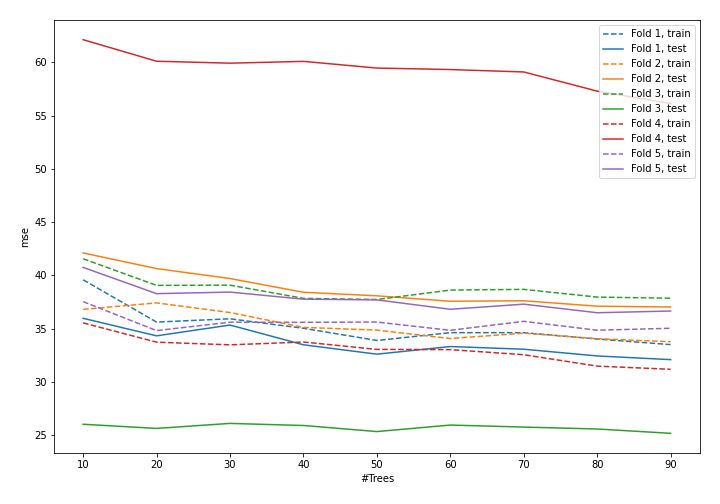 60
55
50
45
40
35
30
25
mse
10 20 30 40 50 60 70 80 90
#Trees
Fold 1, train
Fold 1, test
Fold 2, train
Fold 2, test
Fold 3, train
Fold 3, test
Fold 4, train
Fold 4, test
Fold 5, train
Fold 5, test